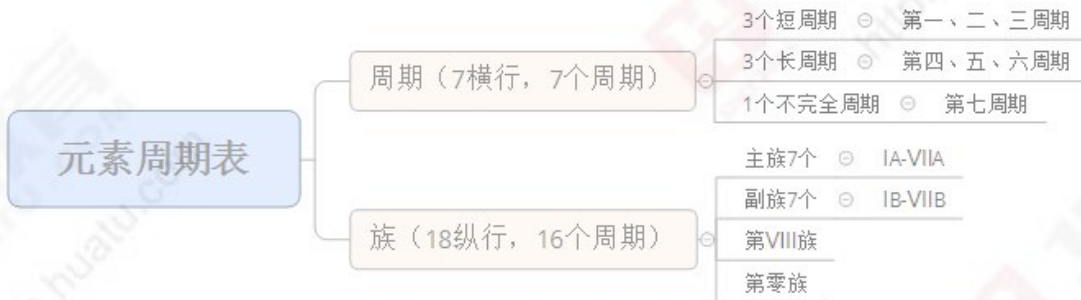 元素周期表
周期（7横行，7个周期）
3个短周期 第一、二、三周期
3个长周期 第四、五、六周期
1个不完全周期 第七周期
族（18纵行，16个周期）
主族7个 IA-VIIA
副族7个 IB-VIIB
第VIII族
第零族